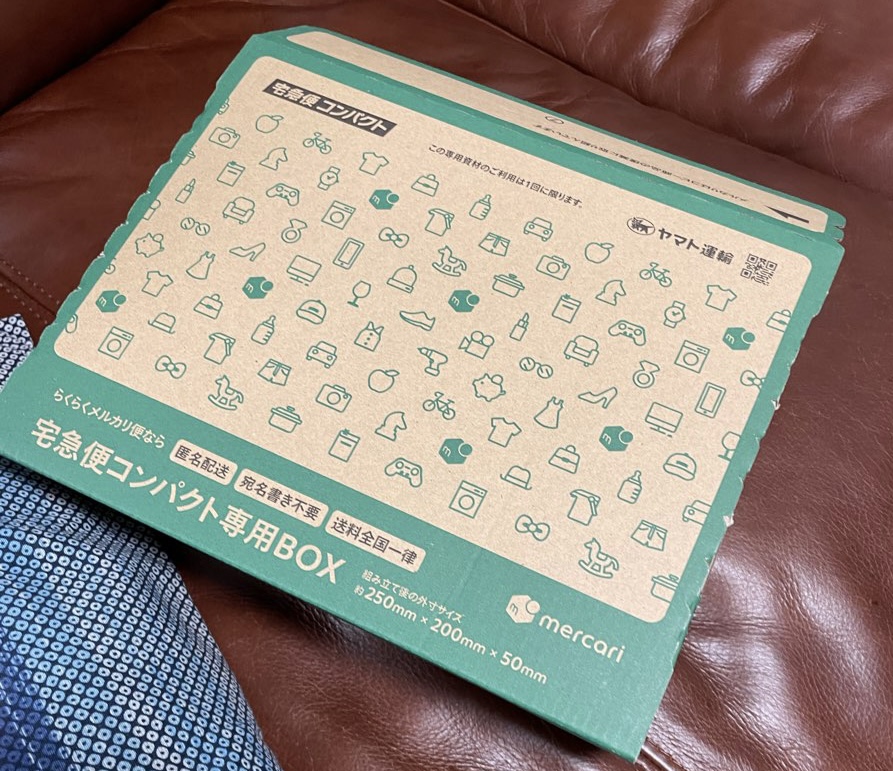 宅急便 コンパクト
この専用資材のご利用は1回に限ります。
ヤマト運輸
らくらくメルカリ便なら
匿名配送
宛名書き不要
送料全国一律
宅急便コンパクト専用BOX
組み立て後の外寸サイズ
約250mm × 200mm × 50mm
mercari